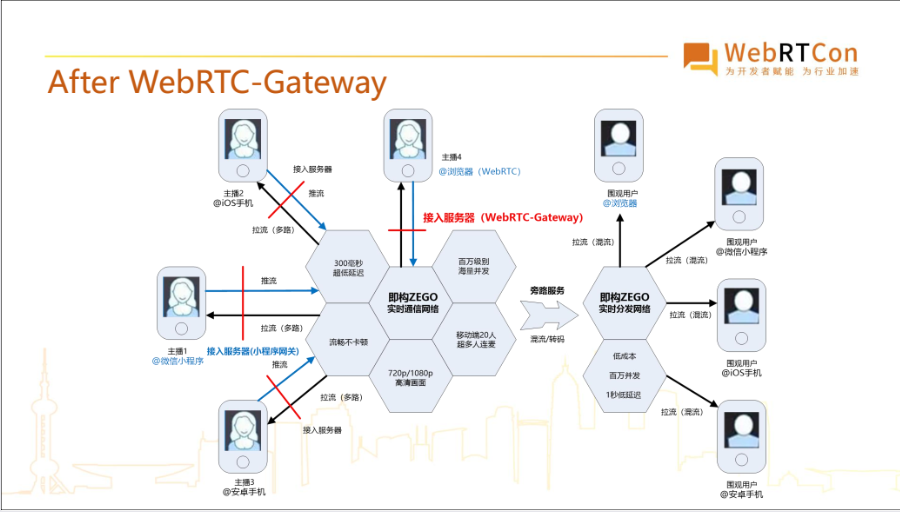 WebRTCon
为开发者赋能 为行业加速
After WebRTC-Gateway
主播2
@iOS手机
接入服务器
推流
拉流（多路）
主播4
@浏览器（WebRTC）
接入服务器（WebRTC-Gateway）
围观用户
@浏览器
拉流（混流）
围观用户
@微信小程序
拉流（混流）
主播1
@微信小程序
推流
拉流（多路）
接入服务器(小程序网关)
300毫秒
超低延迟
百万级别
海量并发
即构ZEGO
实时通信网络
流畅不卡顿
移动端20人
超多人连麦
720p/1080p
高清画面
旁路服务
混流/转码
即构ZEGO
实时分发网络
低成本
百万并发
1秒低延迟
拉流（混流）
围观用户
@iOS手机
推流
拉流（多路）
接入服务器
主播3
@安卓手机
拉流（混流）
围观用户
@安卓手机